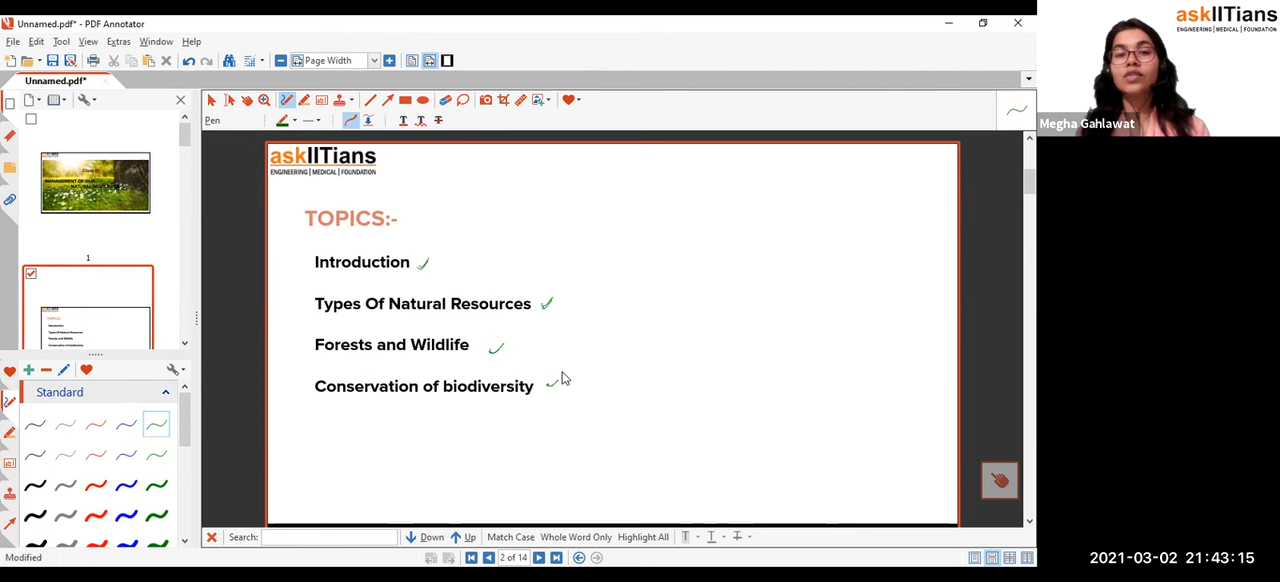 Unnamed.pdf* - PDF Annotator
File Edit Tool View Extras Window Help
Page Width
Unnamed.pdf*
Pen
askIITians
ENGINEERING | MEDICAL | FOUNDATION
Megha Gahlawat
1
askIITians
ENGINEERING | MEDICAL | FOUNDATION
TOPICS:-
Introduction
Types Of Natural Resources
Forests and Wildlife
Conservation of biodiversity
Standard
Search:
Down Up Match Case Whole Word Only Highlight All
Modified
2 of 14
2021-03-02 21:43:15